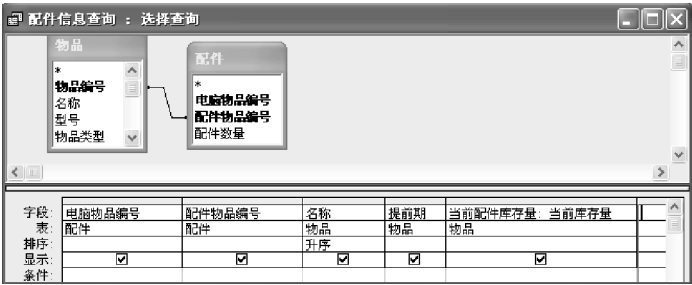 配件信息查询 : 选择查询
物品
*
物品编号
名称
型号
物品类型
配件
*
电脑物品编号
配件物品编号
配件数量
字段: 电脑物品编号 配件物品编号 名称 提前期 当前配件库存量: 当前库存量
表: 配件 配件 物品 物品 物品
排序: 升序
显示:
条件: